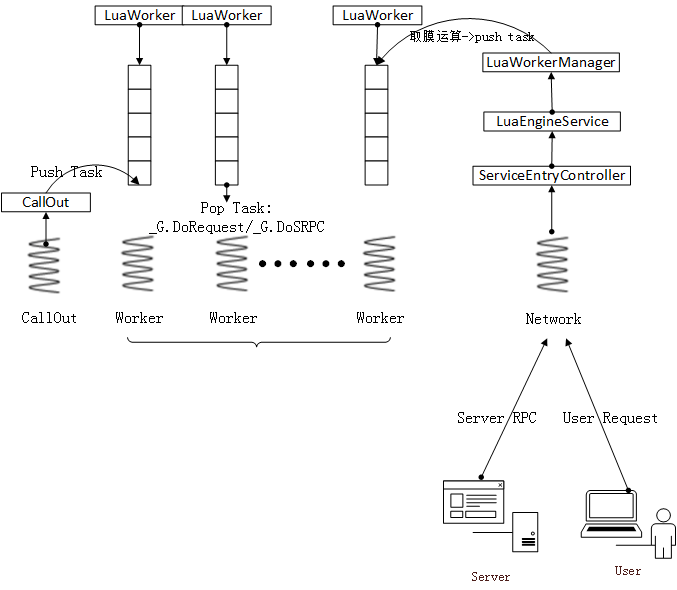 LuaWorker
LuaWorker
LuaWorker
取膜运算->push task
LuaWorkerManager
LuaEngineService
Push Task
ServiceEntryController
CallOut
Pop Task:
_G.DoRequest/_G.DoSRPC
CallOut
Worker
Worker
Worker
Network
Server RPC
User Request
Server
User